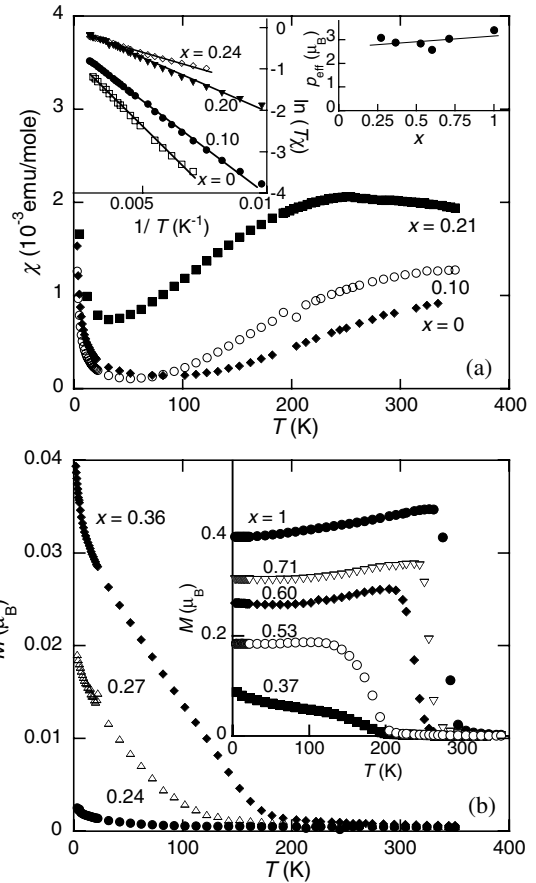 4
3
2
1
0
χ (10⁻³emu/mole)
0
100
200
300
400
T (K)
(a)
x = 0.21
0.10
x = 0
x = 0.24
0.20
0.10
x = 0
0
-1
-2
-3
-4
ln (Tχ)
0.005
0.01
1/ T (K⁻¹)
3
2
1
0
p_eff (μ_B)
0
0.25
0.5
0.75
1
x
0.04
0.03
0.02
0.01
0
M (μ_B)
0
100
200
300
400
T (K)
(b)
x = 0.36
0.27
0.24
0.4
0.2
0
M (μ_B)
x = 1
0.71
0.60
0.53
0.37
0
100
200
300
T (K)